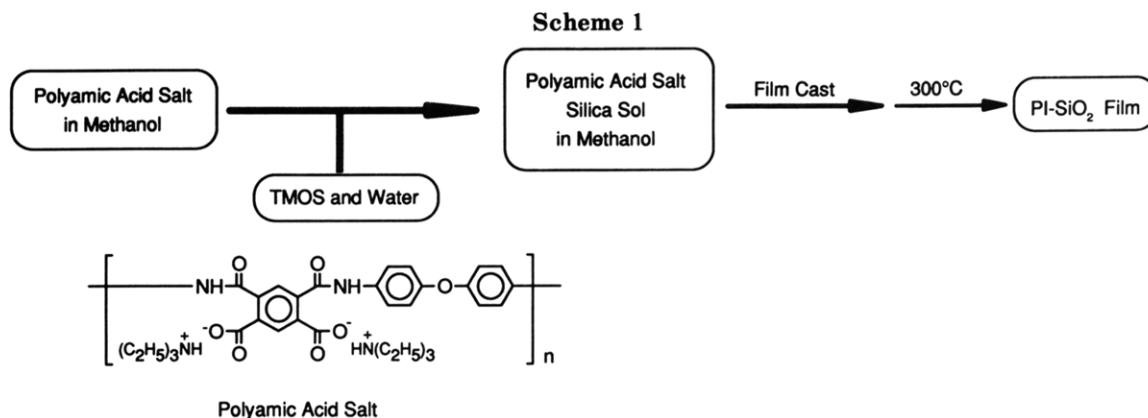 Scheme 1
Polyamic Acid Salt
in Methanol
TMOS and Water
Polyamic Acid Salt
Silica Sol
in Methanol
Film Cast
300°C
PI-SiO₂ Film
NH
O
O
NH
O
(C₂H₅)₃NH
+
-O
O
O
O-
+
HN(C₂H₅)₃
n
Polyamic Acid Salt